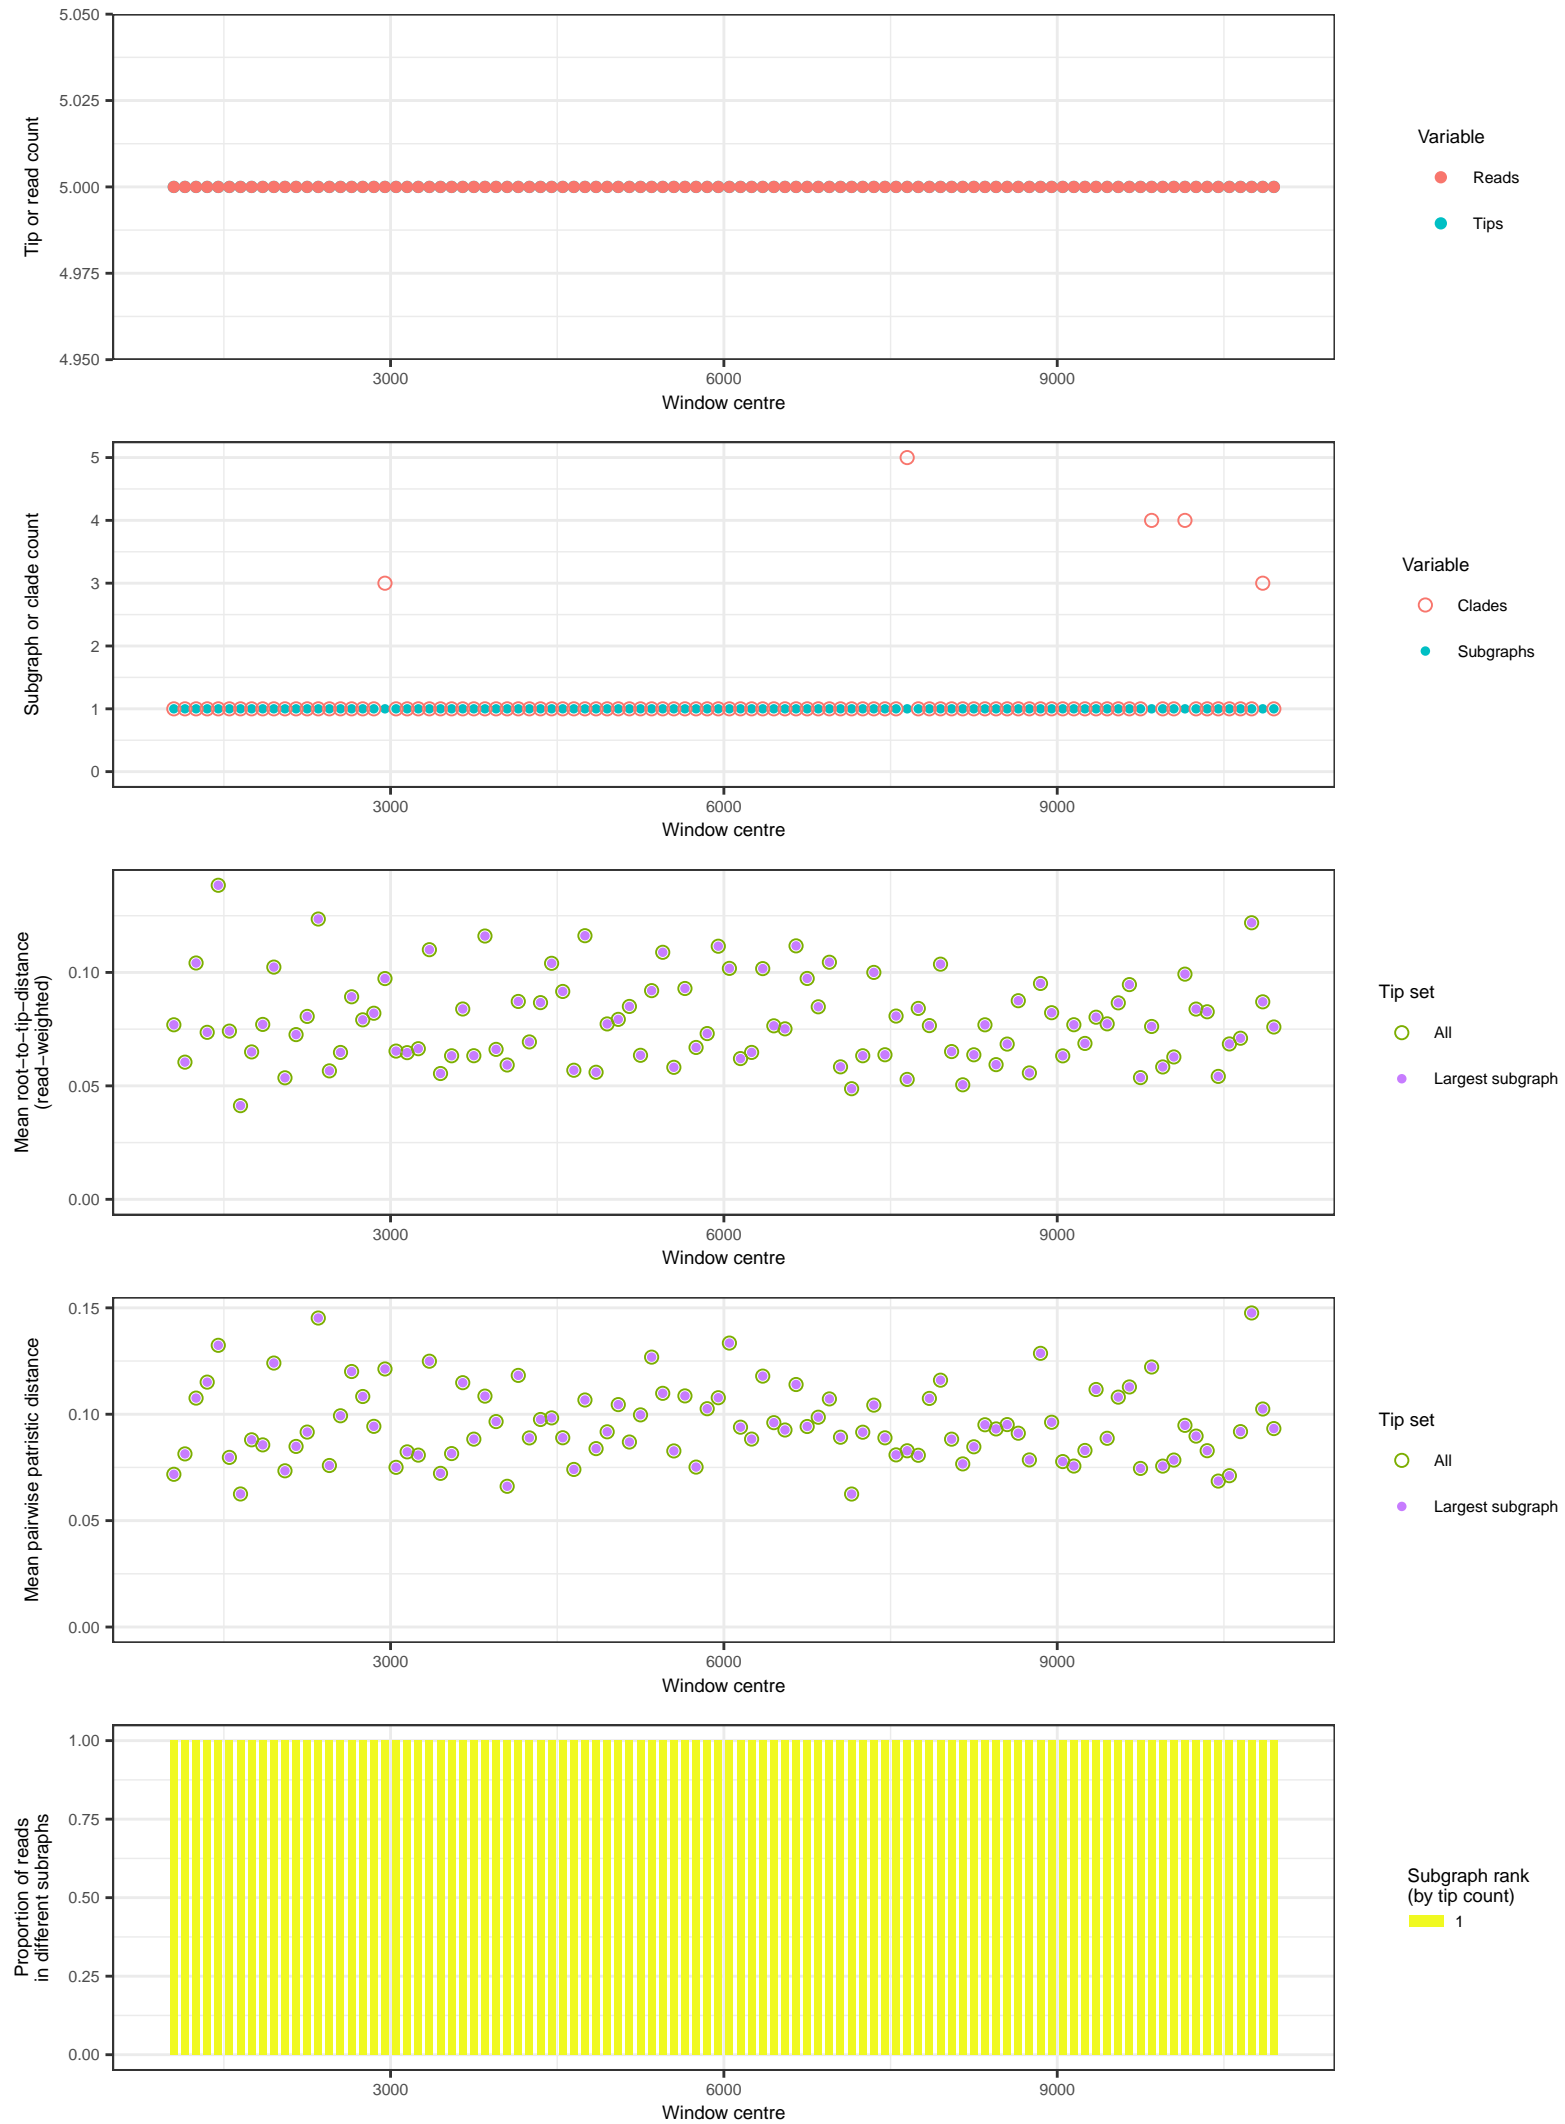 5.050
5.025
5.000
4.975
4.950
Tip or read count
3000 6000 9000
Window centre
Variable
Reads
Tips
5
4
3
2
1
0
Subgraph or clade count
3000 6000 9000
Window centre
Variable
Clades
Subgraphs
0.10
0.05
0.00
Mean root−to−tip−distance
(read−weighted)
3000 6000 9000
Window centre
Tip set
All
Largest subgraph
0.15
0.10
0.05
0.00
Mean pairwise patristic distance
3000 6000 9000
Window centre
Tip set
All
Largest subgraph
1.00
0.75
0.50
0.25
0.00
Proportion of reads
in different subraphs
3000 6000 9000
Window centre
Subgraph rank
(by tip count)
1